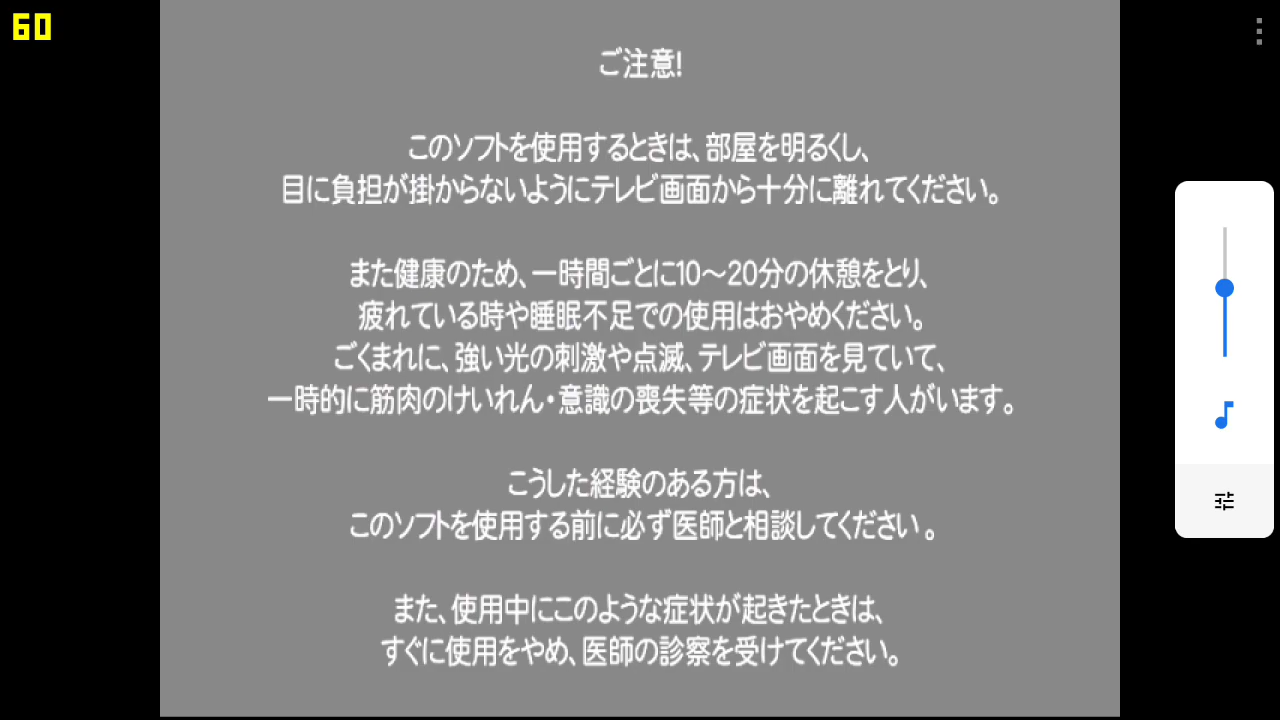 60
ご注意!
このソフトを使用するときは、部屋を明るくし、
目に負担が掛からないようにテレビ画面から十分に離れてください。
また健康のため、一時間ごとに10～20分の休憩をとり、
疲れている時や睡眠不足での使用はおやめください。
ごくまれに、強い光の刺激や点滅、テレビ画面を見ていて、
一時的に筋肉のけいれん・意識の喪失等の症状を起こす人がいます。
こうした経験のある方は、
このソフトを使用する前に必ず医師と相談してください。
また、使用中にこのような症状が起きたときは、
すぐに使用をやめ、医師の診察を受けてください。